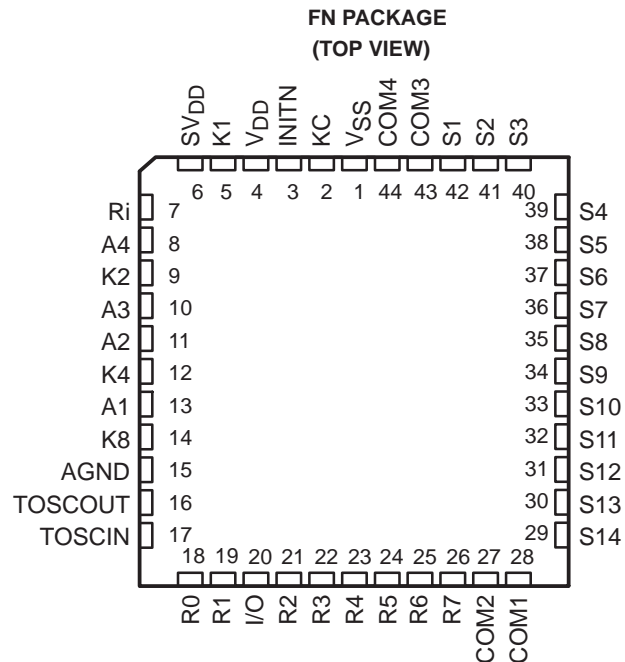 FN PACKAGE
(TOP VIEW)
SVDD K1 VDD INITN KC VSS COM4 COM3 S1 S2 S3
6 5 4 3 2 1 44 43 42 41 40
Ri 7 39 S4
A4 8 38 S5
K2 9 37 S6
A3 10 36 S7
A2 11 35 S8
K4 12 34 S9
A1 13 33 S10
K8 14 32 S11
AGND 15 31 S12
TOSCOUT 16 30 S13
TOSCIN 17 29 S14
18 19 20 21 22 23 24 25 26 27 28
R0 R1 I/O R2 R3 R4 R5 R6 R7 COM2 COM1